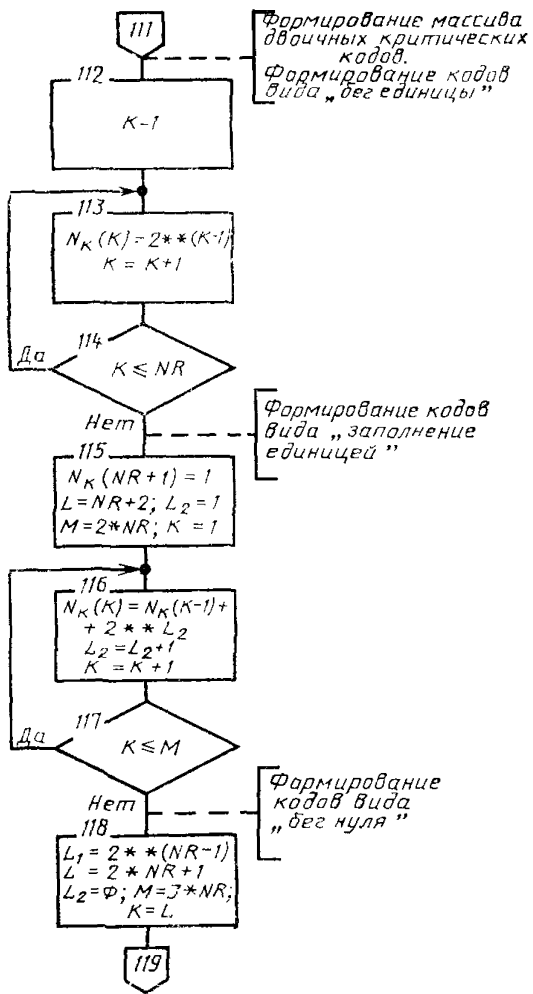 111
Формирование массива
двоичных критических
кодов.
Формирование кодов
вида „бег единицы”
112
K-1
113
N_K(K)=2**(K-1)
K = K+1
114
Да
K ≤ NR
Нет
Формирование кодов
вида „заполнение
единицей”
115
N_K(NR+1)=1
L=NR+2; L_2=1
M=2*NR; K=1
116
N_K(K)=N_K(K-1)+
+2**L_2
L_2=L_2+1
K = K+1
117
Да
K≤M
Нет
Формирование
кодов вида
„бег нуля”
118
L_1=2**(NR-1)
L=2*NR+1
L_2=Ф; M=3*NR;
K=L
119